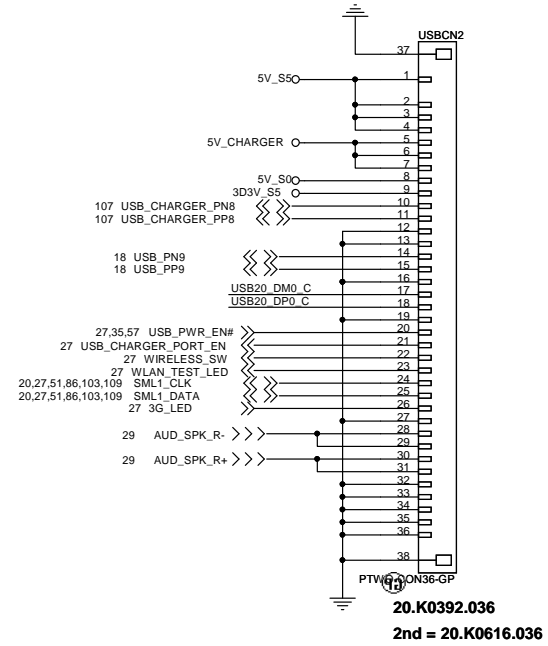 USBCN2
37
5V_S5 1
2
3
4
5V_CHARGER 5
6
7
5V_S0 8
3D3V_S5 9
107 USB_CHARGER_PN8 10
107 USB_CHARGER_PP8 11
12
13
18 USB_PN9 14
18 USB_PP9 15
16
USB20_DM0_C 17
USB20_DP0_C 18
19
27,35,57 USB_PWR_EN# 20
27 USB_CHARGER_PORT_EN 21
27 WIRELESS_SW 22
27 WLAN_TEST_LED 23
20,27,51,86,103,109 SML1_CLK 24
20,27,51,86,103,109 SML1_DATA 25
27 3G_LED 26
27
29 AUD_SPK_R- 28
29
29 AUD_SPK_R+ 30
31
32
33
34
35
36
38
PTWO-CON36-GP
20.K0392.036
2nd = 20.K0616.036